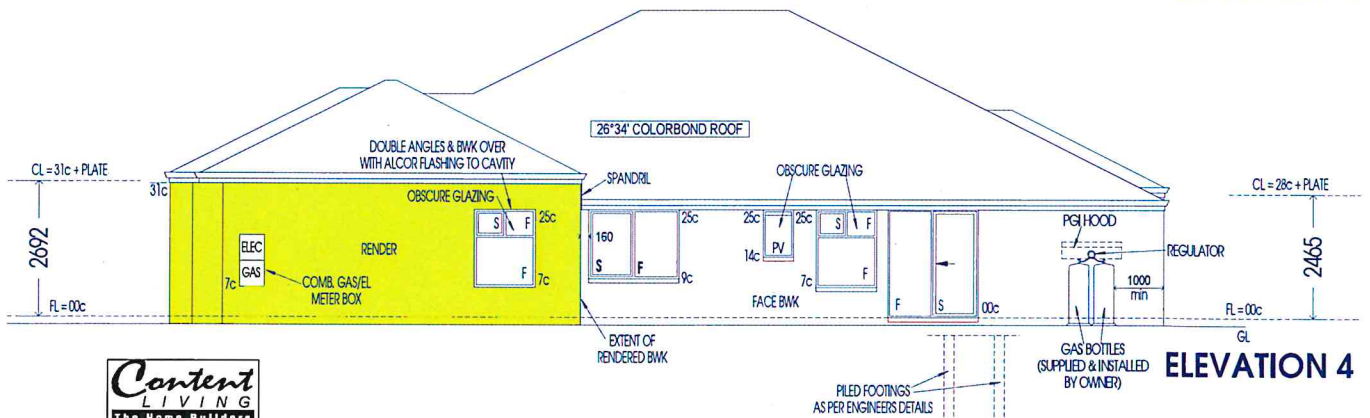 26°34' COLORBOND ROOF
DOUBLE ANGLES & BWK OVER
WITH ALCOR FLASHING TO CAVITY
CL = 31c + PLATE
31c
OBSCURE GLAZING
SPANDRIL
OBSCURE GLAZING
CL = 28c + PLATE
2692
ELEC
GAS
7c
COMB. GAS/EL
METER BOX
RENDER
S
F
25c
F
7c
160
S
F
25c
9c
25c
PV
25c
14c
S
F
F
7c
FACE BWK
F
S
00c
PGI HOOD
REGULATOR
1000
min
2465
FL = 00c
FL = 00c
GL
EXTENT OF
RENDERED BWK
GAS BOTTLES
(SUPPLIED & INSTALLED
BY OWNER)
ELEVATION 4
PILED FOOTINGS
AS PER ENGINEERS DETAILS
Content
LIVING
The Home Builders